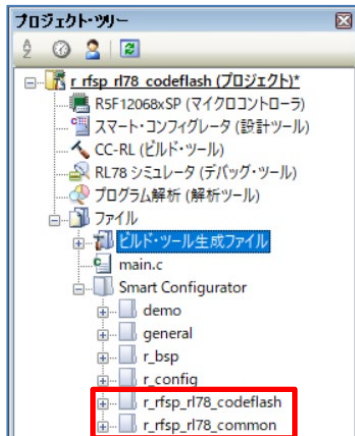 プロジェクト・ツリー
r_rfsp_rl78_codeflash (プロジェクト)*
R5F12068xSP (マイクロコントローラ)
スマート・コンフィグレータ (設計ツール)
CC-RL (ビルド・ツール)
RL78 シミュレータ (デバッグ・ツール)
プログラム解析 (解析ツール)
ファイル
ビルド・ツール生成ファイル
main.c
Smart Configurator
demo
general
r_bsp
r_config
r_rfsp_rl78_codeflash
r_rfsp_rl78_common